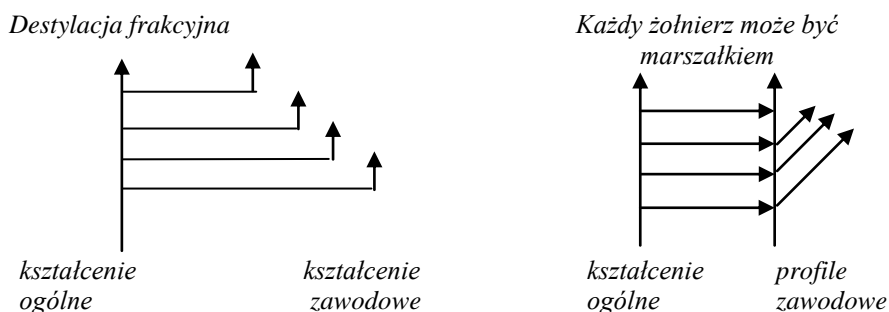 Destylacja frakcyjna
Każdy żołnierz może być
marszałkiem
kształcenie
ogólne
kształcenie
zawodowe
kształcenie
ogólne
profile
zawodowe